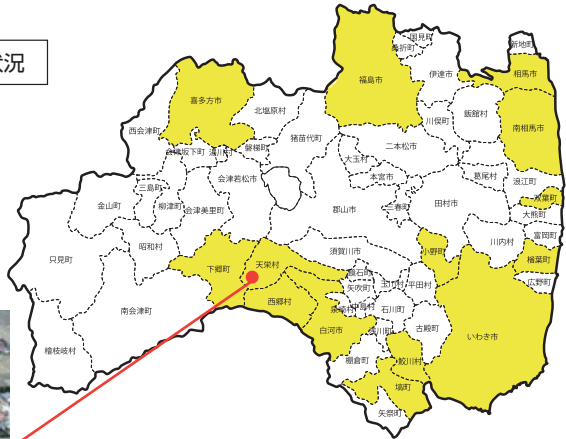 況
国見町
新地町
桑折町
伊達市
相馬市
福島市
喜多方市
北塩原村
飯舘村
川俣町
南相馬市
西会津町
猪苗代町
磐梯町
会津坂下町
湯川村
二本松市
大玉村
葛尾村
浪江町
会津若松市
本宮市
三島町
双葉町
金山町
柳津町
会津美里町
郡山市
三春町
田村市
大熊町
富岡町
昭和村
須賀川市
小野町
川内村
只見町
下郷町
天栄村
楢葉町
鏡石町
広野町
矢吹町
玉川村
平田村
西郷村
中島村
泉崎村
石川町
南会津町
白河市
浅川町
古殿町
いわき市
棚倉町
鮫川村
檜枝岐村
塙町
矢祭町